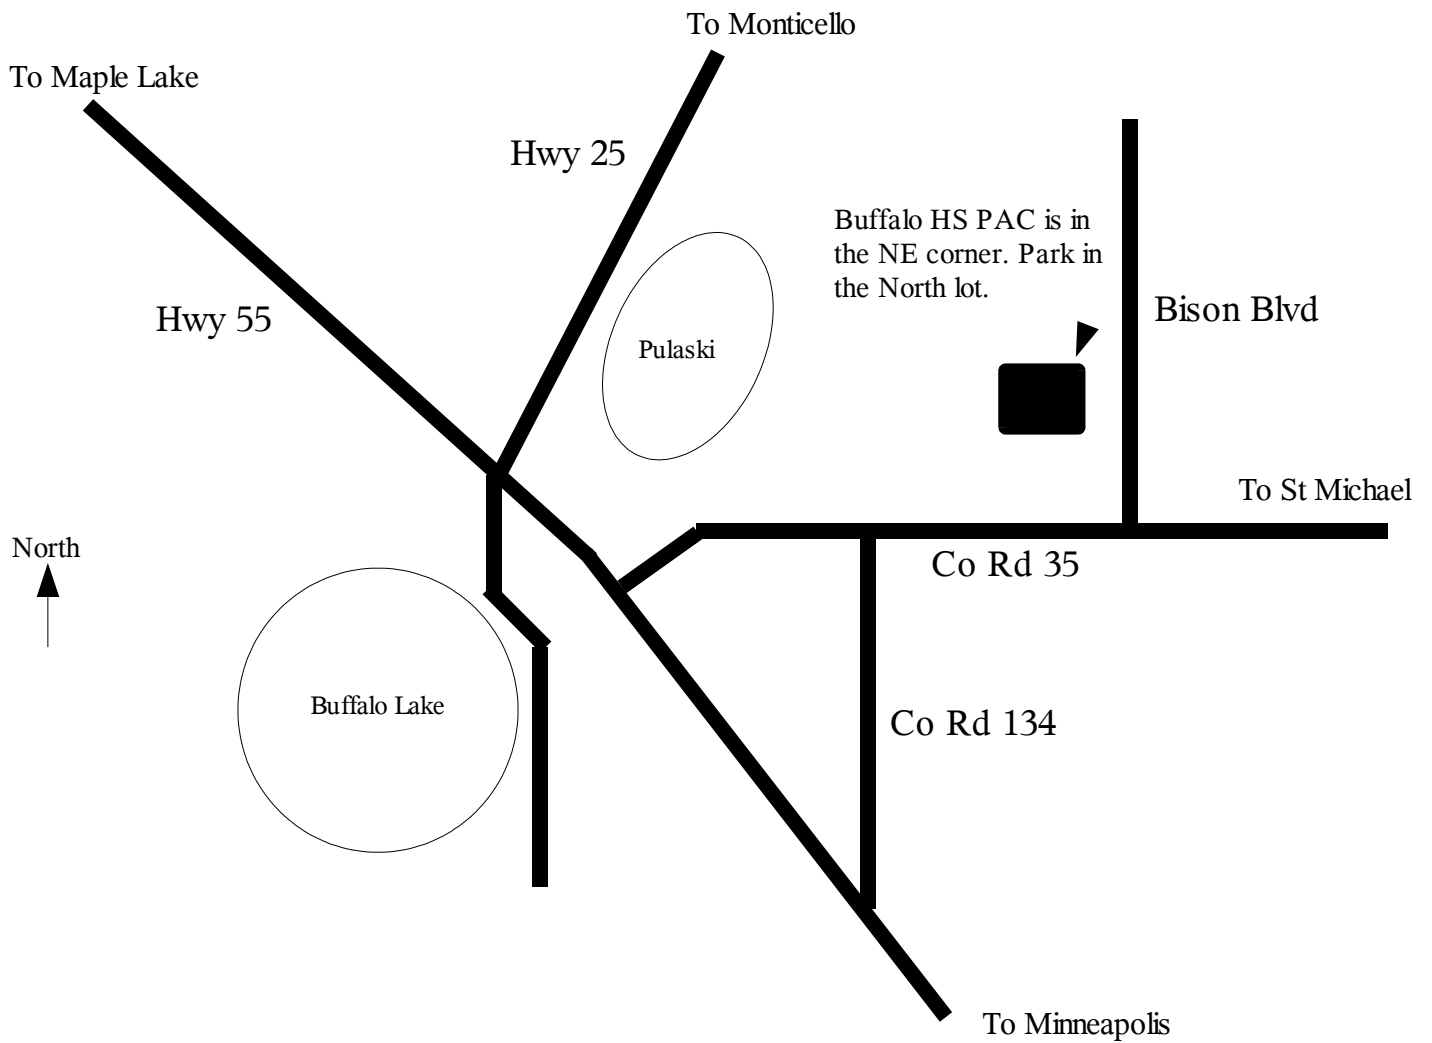 To Monticello
To Maple Lake
Hwy 25
Buffalo HS PAC is in
the NE corner. Park in
the North lot.
Bison Blvd
Hwy 55
Pulaski
To St Michael
North
Co Rd 35
Buffalo Lake
Co Rd 134
To Minneapolis